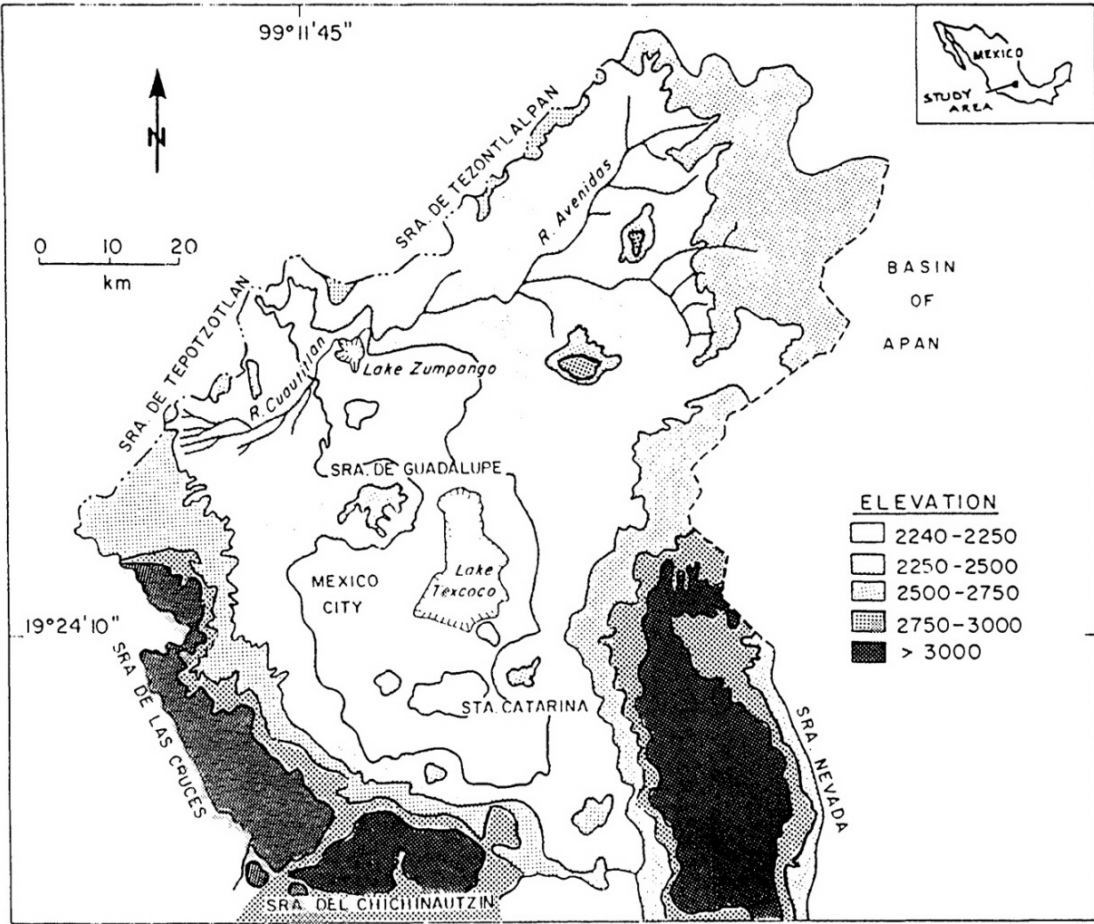 99°11'45"
MEXICO
STUDY
AREA
N
SRA. DE TEZONTLALPAN
R. Avenidas
0 10 20
km
BASIN
OF
APAN
SRA. DE TEPOTZOTLAN
R. Cuautitlan
Lake Zumpango
SRA. DE GUADALUPE
ELEVATION
2240-2250
2250-2500
2500-2750
2750-3000
> 3000
MEXICO
CITY
Lake
Texcoco
19°24'10"
SRA DE LAS CRUCES
STA. CATARINA
SRA. NEVADA
SRA. DEL CHICHINAUTZIN